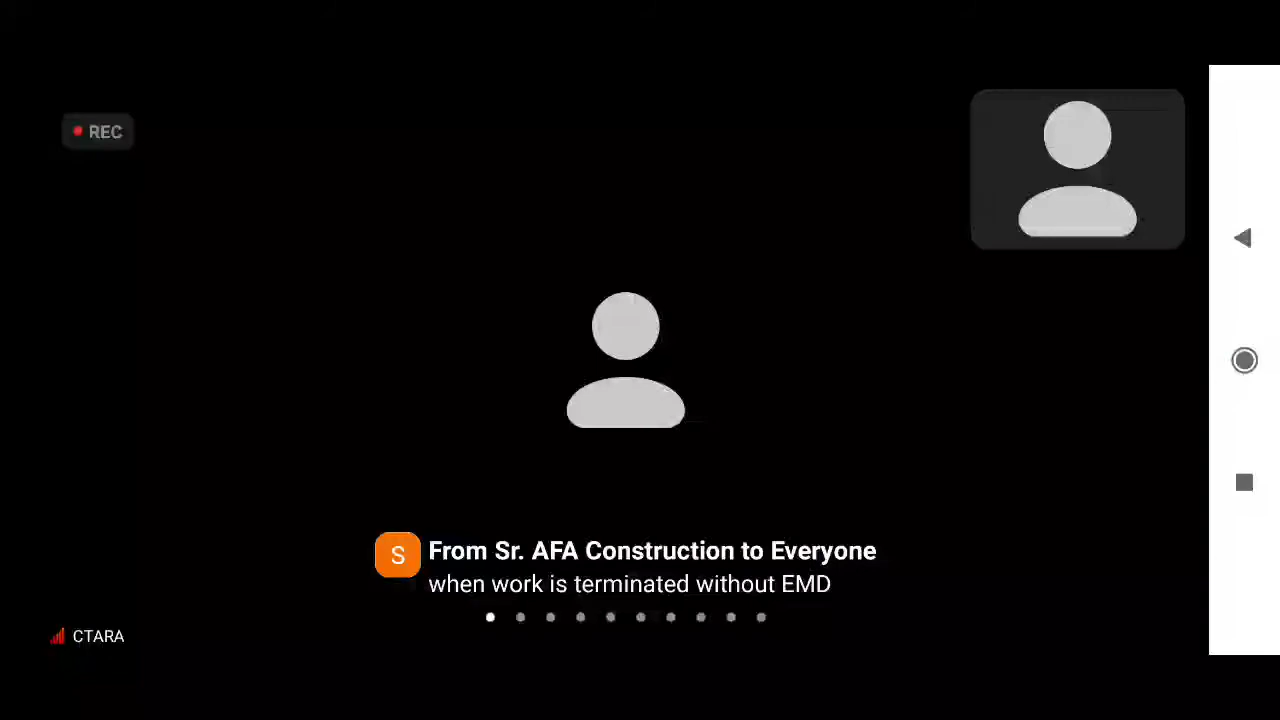 REC
S
From Sr. AFA Construction to Everyone
when work is terminated without EMD
CTARA